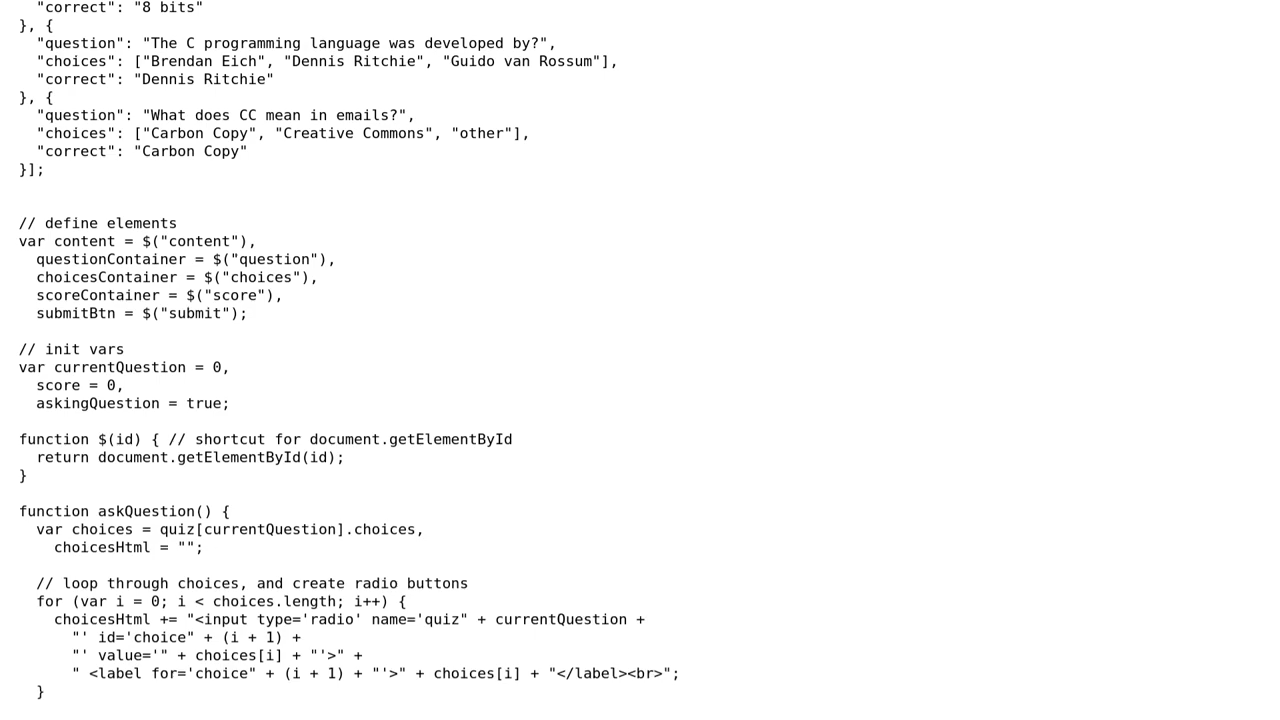 "correct": "8 bits"
}, {
"question": "The C programming language was developed by?",
"choices": ["Brendan Eich", "Dennis Ritchie", "Guido van Rossum"],
"correct": "Dennis Ritchie"
}, {
"question": "What does CC mean in emails?",
"choices": ["Carbon Copy", "Creative Commons", "other"],
"correct": "Carbon Copy"
}];
// define elements
var content = $("content"),
questionContainer = $("question"),
choicesContainer = $("choices"),
scoreContainer = $("score"),
submitBtn = $("submit");
// init vars
var currentQuestion = 0,
score = 0,
askingQuestion = true;
function $(id) { // shortcut for document.getElementById
return document.getElementById(id);
}
function askQuestion() {
var choices = quiz[currentQuestion].choices,
choicesHtml = "";
// loop through choices, and create radio buttons
for (var i = 0; i < choices.length; i++) {
choicesHtml += "<input type='radio' name='quiz" + currentQuestion +
"' id='choice" + (i + 1) +
"' value='" + choices[i] + "'>" +
" <label for='choice" + (i + 1) + "'>" + choices[i] + "</label><br>";
}